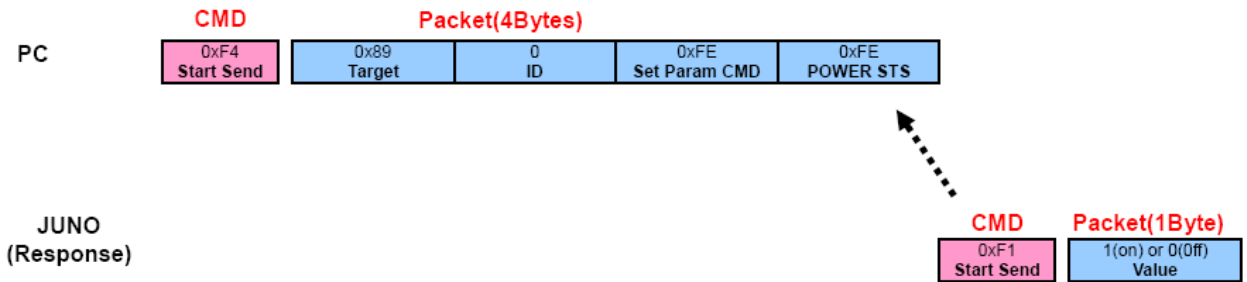 CMD Packet(4Bytes)
PC
0xF4 0x89 0 0xFE 0xFE
Start Send Target ID Set Param CMD POWER STS
JUNO
(Response)
CMD Packet(1Byte)
0xF1 1(on) or 0(0ff)
Start Send Value